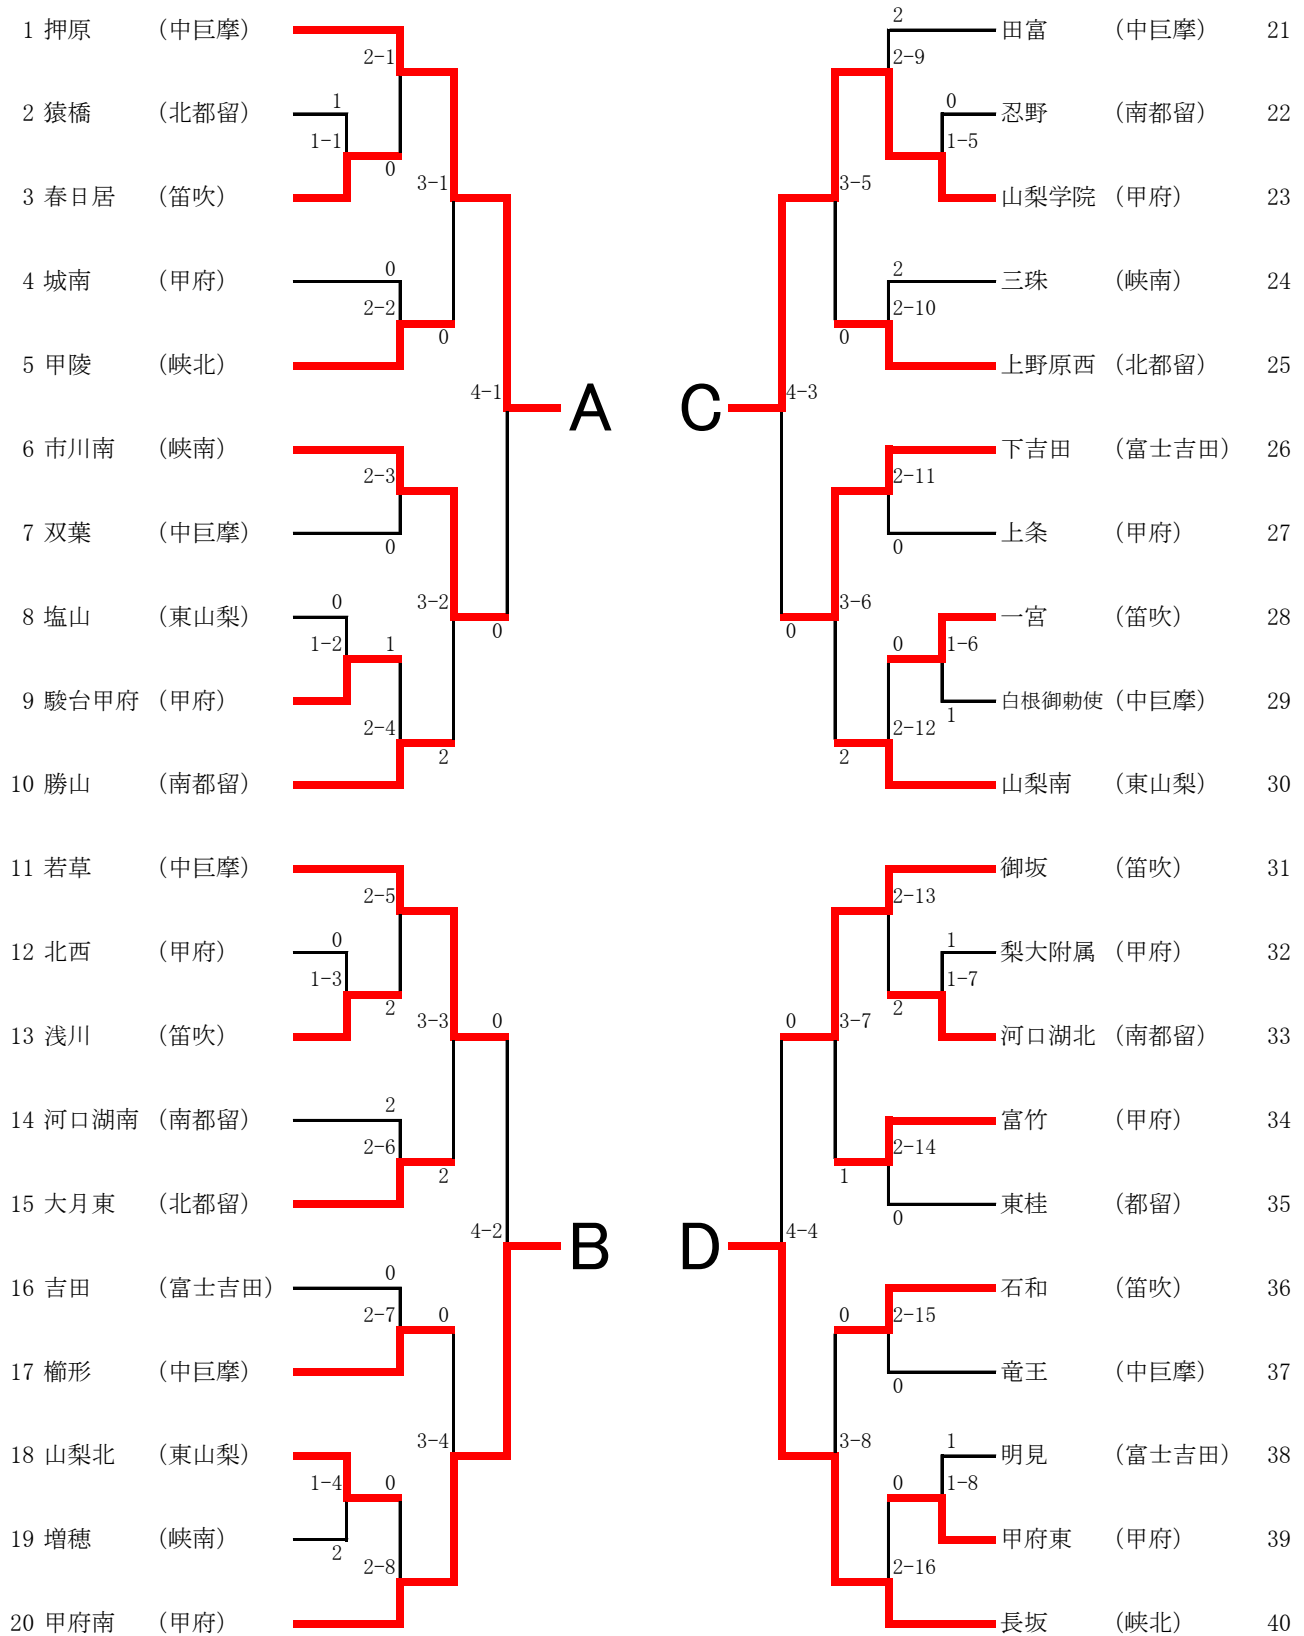 1 押原 (中巨摩)
2-1
2 猿橋 (北都留)
1
1-1
0
3 春日居 (笛吹)
3-1
4 城南 (甲府)
0
2-2
0
5 甲陵 (峡北)
4-1
A
6 市川南 (峡南)
2-3
7 双葉 (中巨摩)
0
8 塩山 (東山梨)
0
3-2
0
1-2
1
9 駿台甲府 (甲府)
2-4
2
10 勝山 (南都留)
11 若草 (中巨摩)
2-5
12 北西 (甲府)
0
1-3
2
13 浅川 (笛吹)
3-3
0
14 河口湖南 (南都留)
2
2-6
2
15 大月東 (北都留)
4-2
B
16 吉田 (富士吉田)
0
2-7
0
17 櫛形 (中巨摩)
18 山梨北 (東山梨)
3-4
1-4
0
19 増穂 (峡南)
2
2-8
20 甲府南 (甲府)
2
田富 (中巨摩) 21
2-9
0
忍野 (南都留) 22
1-5
山梨学院 (甲府) 23
3-5
2
三珠 (峡南) 24
2-10
0
上野原西 (北都留) 25
C
4-3
下吉田 (富士吉田) 26
2-11
上条 (甲府) 27
0
3-6
0
一宮 (笛吹) 28
0
1-6
白根御勅使 (中巨摩) 29
1
2-12
2
山梨南 (東山梨) 30
御坂 (笛吹) 31
2-13
1
梨大附属 (甲府) 32
1-7
2
河口湖北 (南都留) 33
0
3-7
富竹 (甲府) 34
2-14
1
東桂 (都留) 35
0
D
4-4
石和 (笛吹) 36
0
2-15
竜王 (中巨摩) 37
0
3-8
1
明見 (富士吉田) 38
0
1-8
甲府東 (甲府) 39
2-16
長坂 (峡北) 40